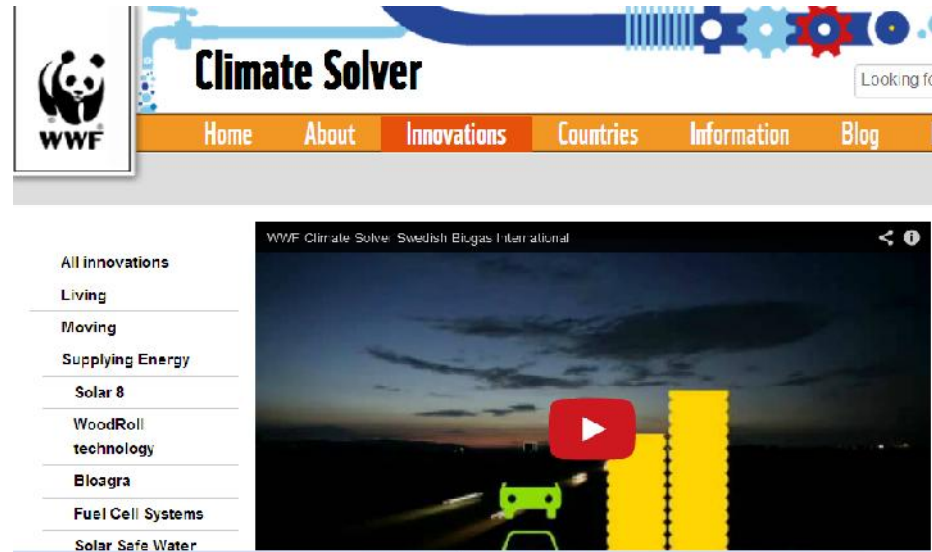 Climate Solver
Looking fo
WWF
Home About Innovations Countries Information Blog
WWF Climate Solver Swedish Biogas International
All innovations
Living
Moving
Supplying Energy
Solar 8
WoodRoll
technology
Bioagra
Fuel Cell Systems
Solar Safe Water